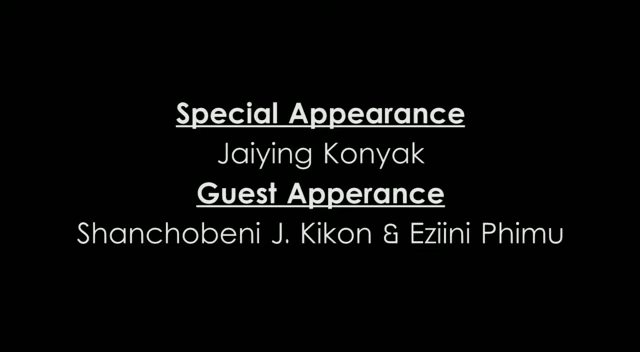 Special Appearance
Jaiying Konyak
Guest Apperance
Shanchobeni J. Kikon & Eziini Phimu